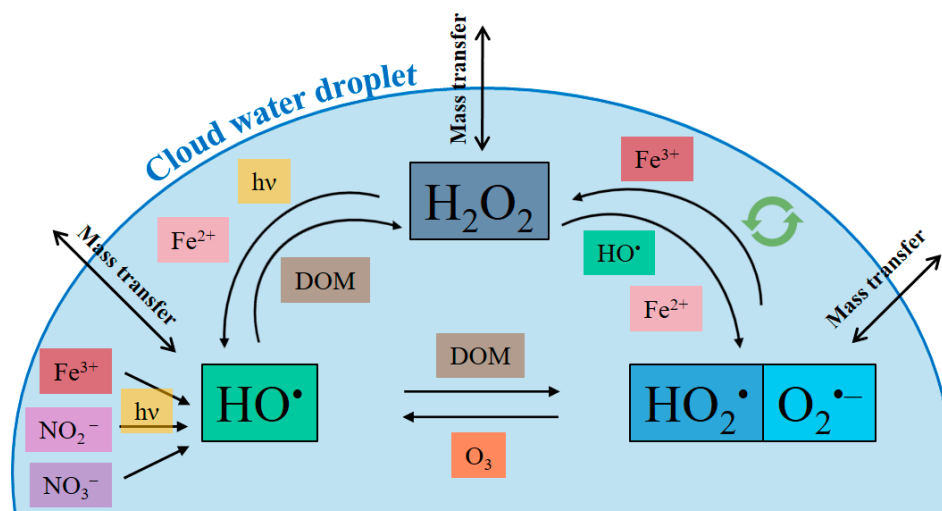 Cloud water droplet
Mass transfer
hν
Fe³⁺
H₂O₂
Fe²⁺
HO•
DOM
Mass transfer
Mass transfer
Fe²⁺
DOM
Fe³⁺
hν
HO•
HO₂•
O₂•−
NO₂−
O₃
NO₃−